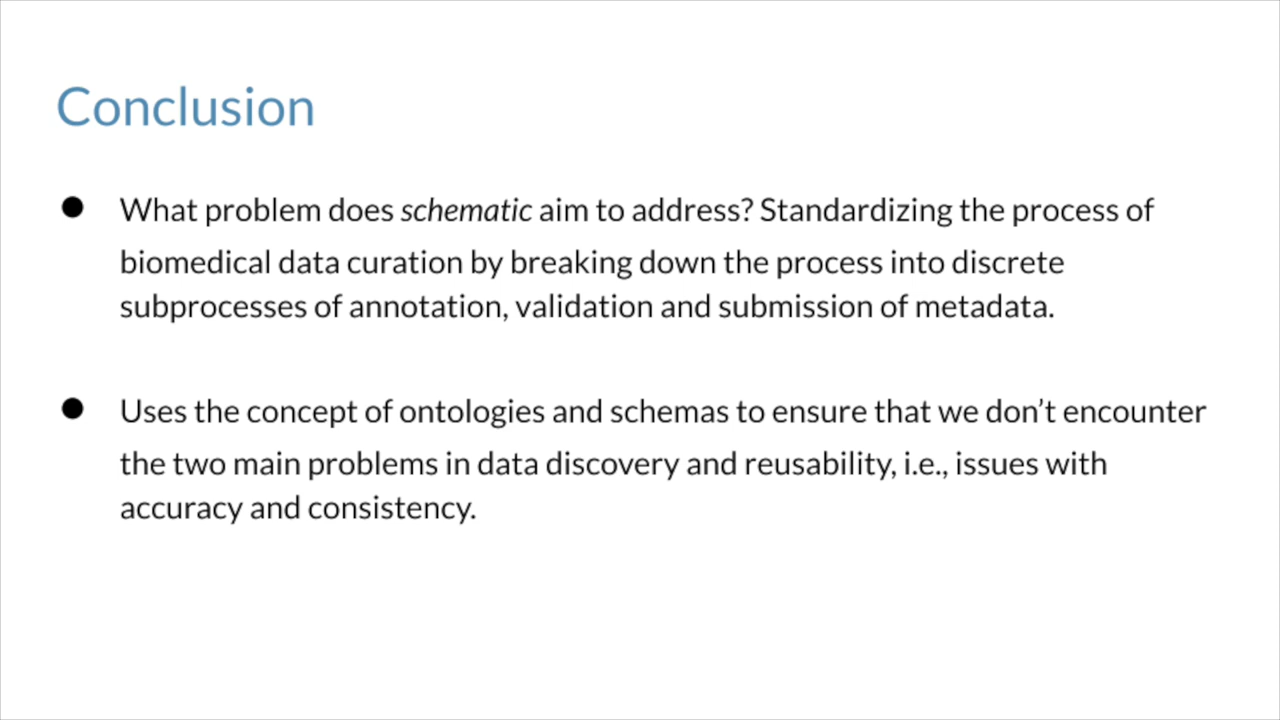 Conclusion
● What problem does schematic aim to address? Standardizing the process of
biomedical data curation by breaking down the process into discrete
subprocesses of annotation, validation and submission of metadata.
● Uses the concept of ontologies and schemas to ensure that we don’t encounter
the two main problems in data discovery and reusability, i.e., issues with
accuracy and consistency.